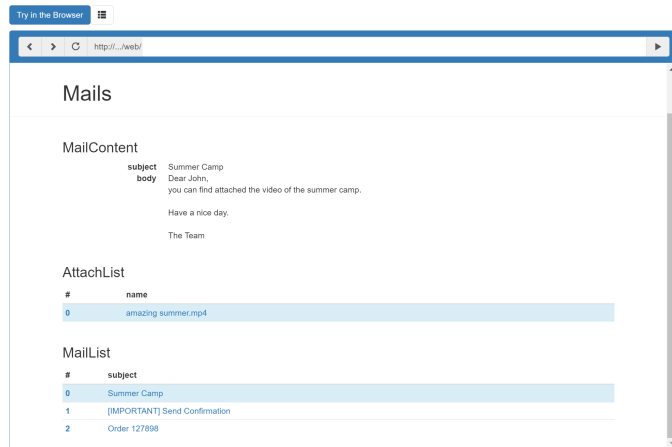 Try in the Browser
http://.../web/
Mails
MailContent
subject Summer Camp
body Dear John,
you can find attached the video of the summer camp.
Have a nice day.
The Team
AttachList
# name
0 amazing summer.mp4
MailList
# subject
0 Summer Camp
1 [IMPORTANT] Send Confirmation
2 Order 127898